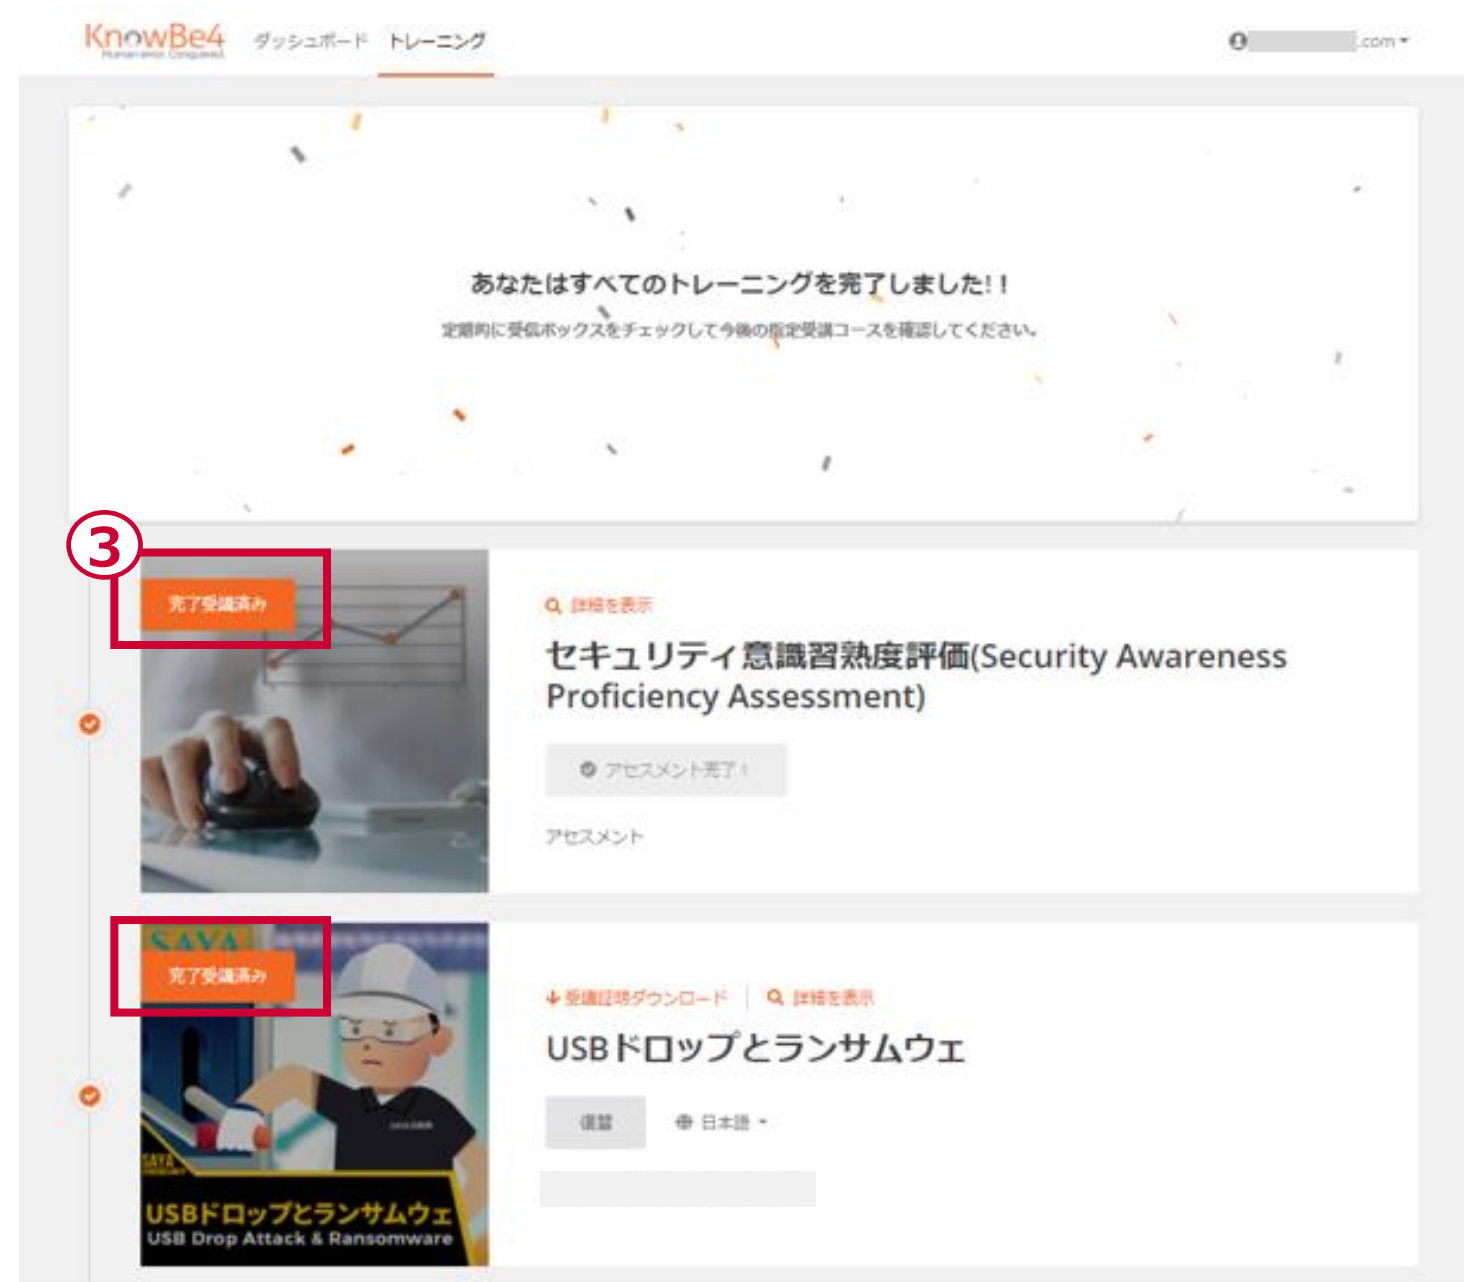 KnowBe4
Human error. Conquered.
ダッシュボード トレーニング
.com
あなたはすべてのトレーニングを完了しました!!
定期的に受信ボックスをチェックして今後の指定受講コースを確認してください。
③
完了受講済み
詳細を表示
セキュリティ意識習熟度評価(Security Awareness
Proficiency Assessment)
アセスメント完了!
アセスメント
SAYA
完了受講済み
受講証明ダウンロード 詳細を表示
USBドロップとランサムウェ
復習 日本語
SAYA
USBドロップとランサムウェ
USB Drop Attack & Ransomware